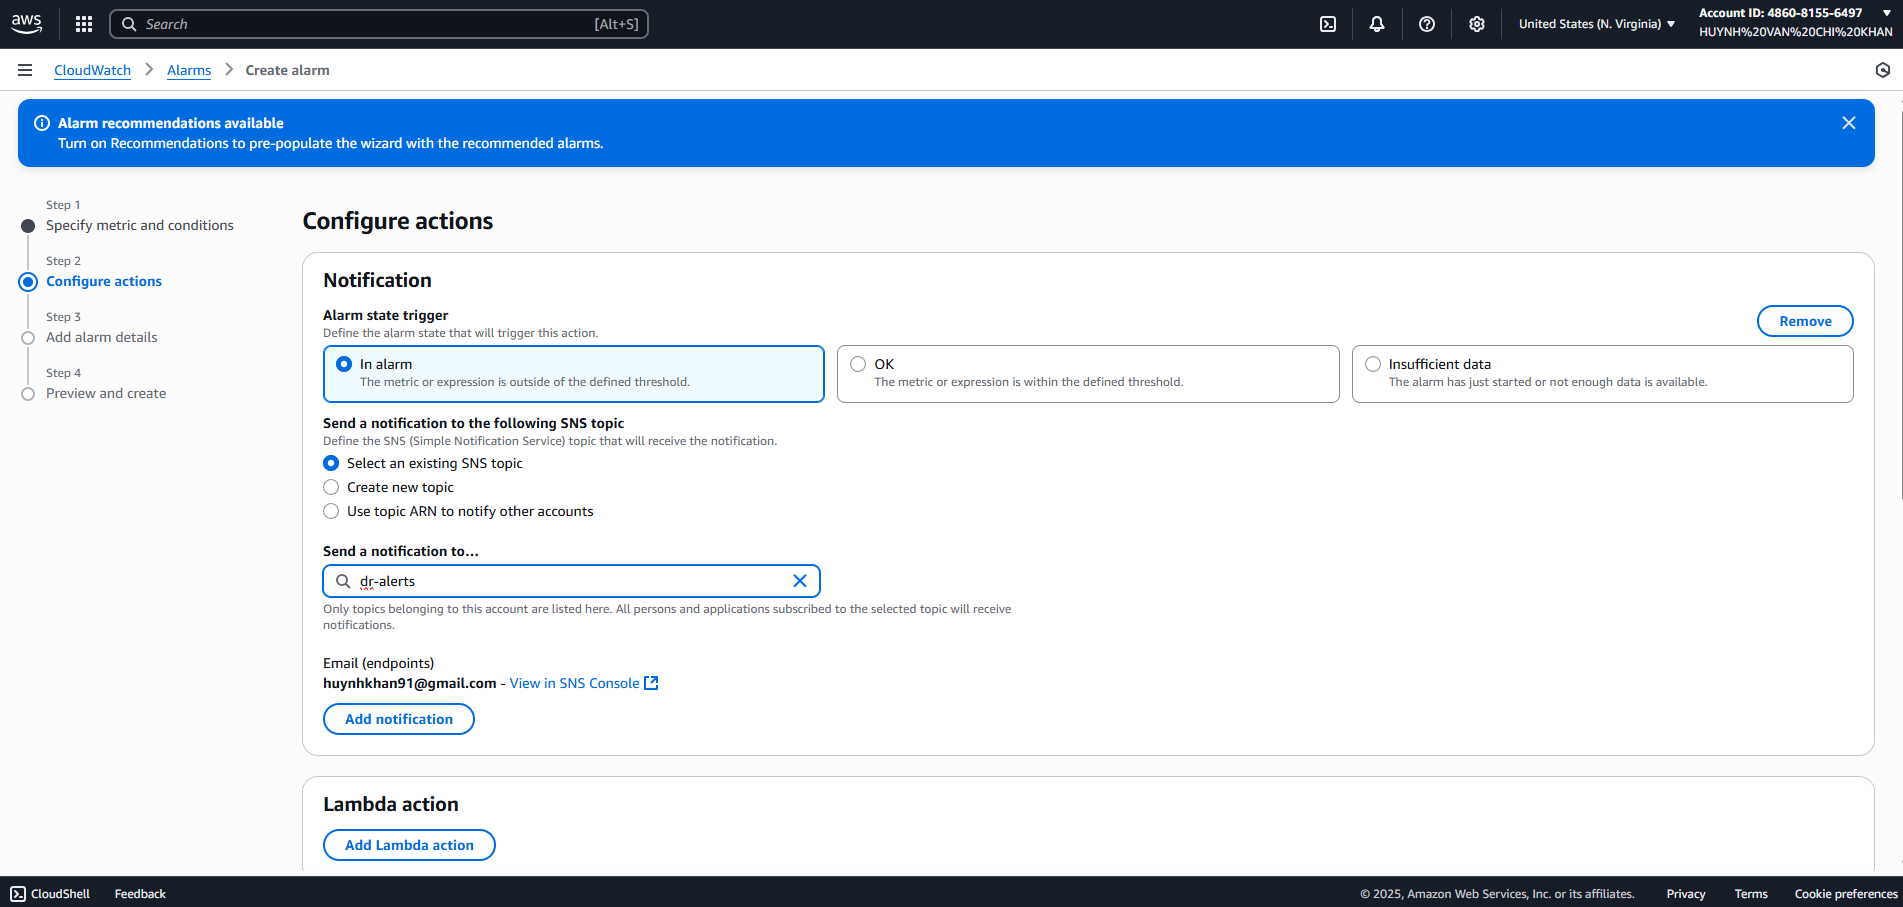 aws
Search
[Alt+S]
United States (N. Virginia)
Account ID: 4860-8155-6497
HUYNH%20VAN%20CHI%20KHAN
CloudWatch
Alarms
Create alarm
Alarm recommendations available
Turn on Recommendations to pre-populate the wizard with the recommended alarms.
Step 1
Specify metric and conditions
Step 2
Configure actions
Step 3
Add alarm details
Step 4
Preview and create
Configure actions
Notification
Alarm state trigger
Define the alarm state that will trigger this action.
Remove
In alarm
The metric or expression is outside of the defined threshold.
OK
The metric or expression is within the defined threshold.
Insufficient data
The alarm has just started or not enough data is available.
Send a notification to the following SNS topic
Define the SNS (Simple Notification Service) topic that will receive the notification.
Select an existing SNS topic
Create new topic
Use topic ARN to notify other accounts
Send a notification to…
dr-alerts
Only topics belonging to this account are listed here. All persons and applications subscribed to the selected topic will receive
notifications.
Email (endpoints)
huynhkhan91@gmail.com - View in SNS Console
Add notification
Lambda action
Add Lambda action
CloudShell
Feedback
© 2025, Amazon Web Services, Inc. or its affiliates.
Privacy
Terms
Cookie preferences